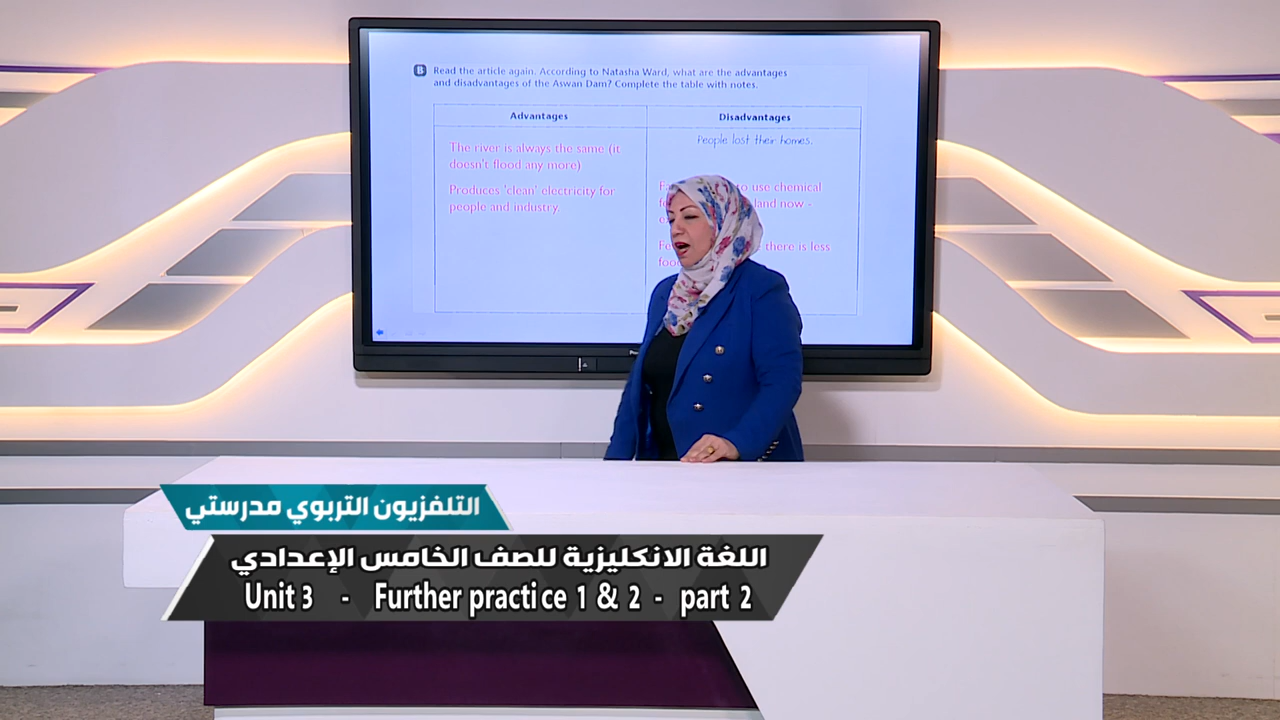 B Read the article again. According to Natasha Ward, what are the advantages
and disadvantages of the Aswan Dam? Complete the table with notes.
Advantages
Disadvantages
The river is always the same (it
doesn't flood any more)
Produces 'clean' electricity for
people and industry.
People lost their homes.
to use chemical
land now -
there is less
التلفزيون التربوي مدرستي
اللغة الانكليزية للصف الخامس الإعدادي
Unit 3 - Further practice 1 & 2 - part 2